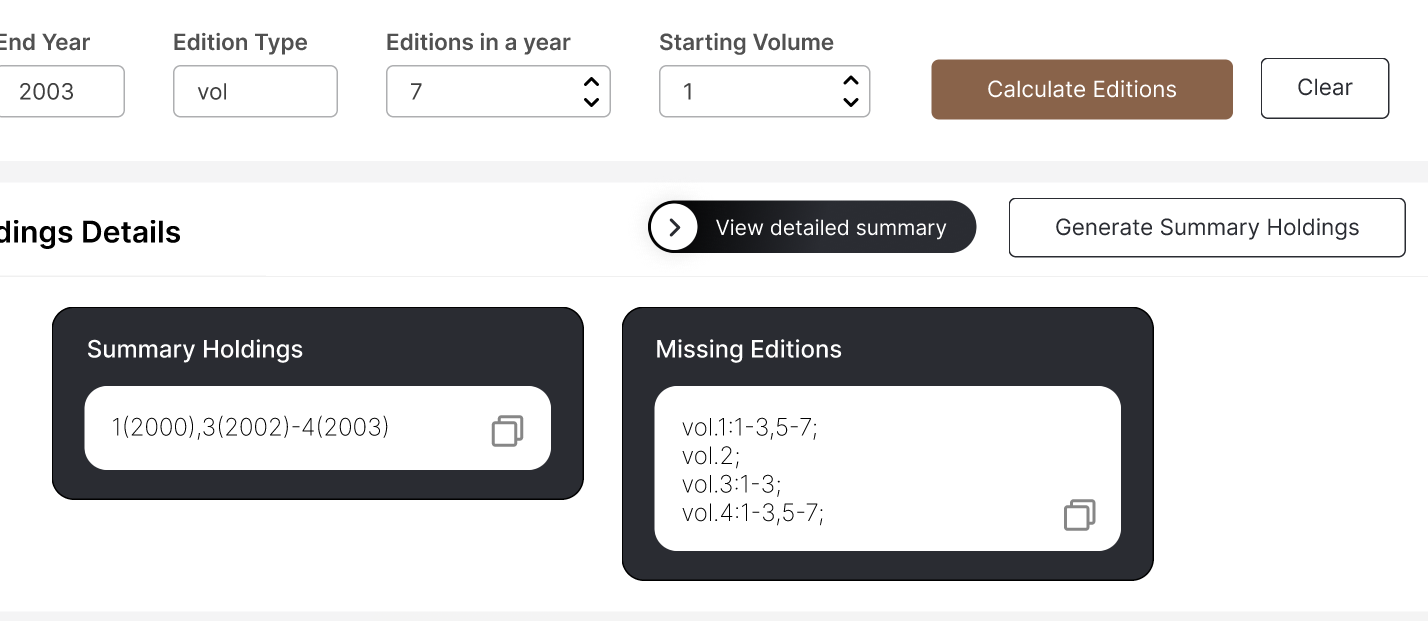 End Year
Edition Type
Editions in a year
Starting Volume
2003
vol
7
1
Calculate Editions
Clear
Details
View detailed summary
Generate Summary Holdings
Summary Holdings
1(2000),3(2002)-4(2003)
Missing Editions
vol.1:1-3,5-7;
vol.2;
vol.3:1-3;
vol.4:1-3,5-7;